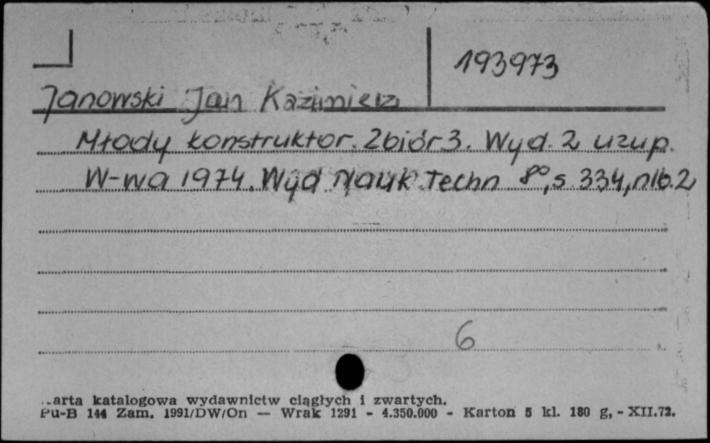 193973
Janowski Jan Kazimierz
Młody konstruktor. Zbiór 3. Wyd. 2 uzup.
W-wa 1974. Wyd Nauk. Techn 8°, s 334, nlb. 2
6
arta katalogowa wydawnictw ciągłych i zwartych.
Pu-B 144 Zam. 1991/DW/On — Wrak 1291 - 4.350.000 - Karton 5 kl. 180 g, - XII.72.